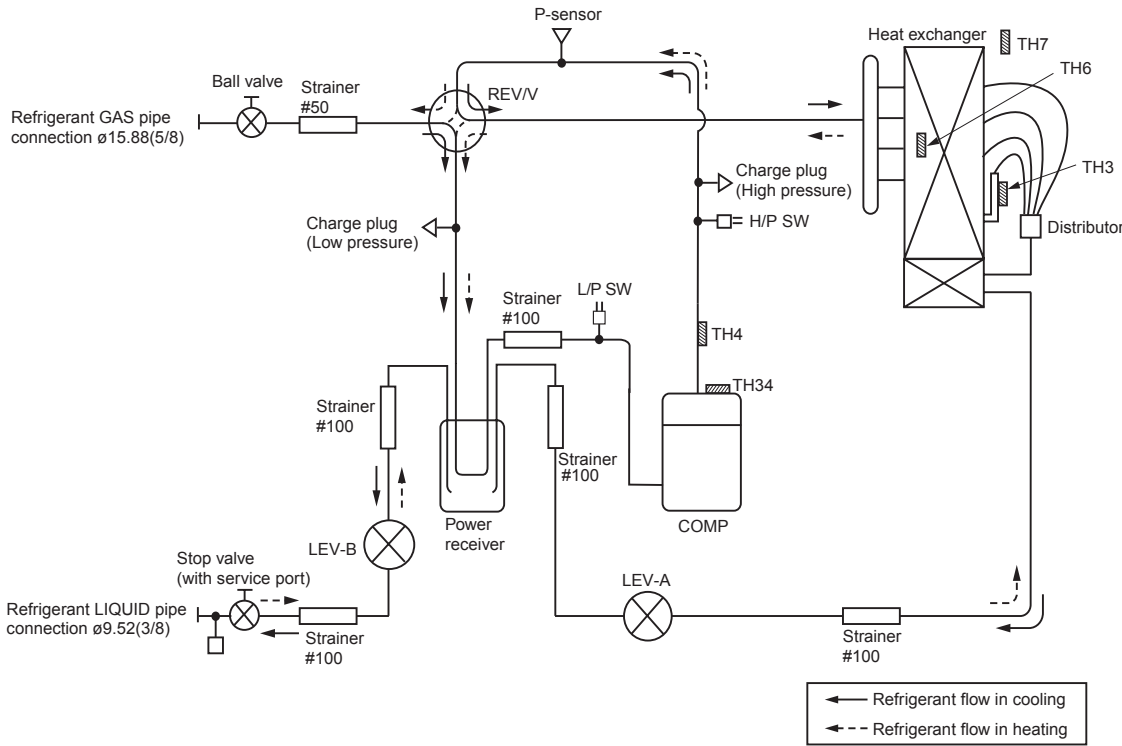 P-sensor
Heat exchanger
TH7
TH6
Ball valve
Strainer
#50
REV/V
Refrigerant GAS pipe
connection ø15.88(5/8)
TH3
Charge plug
(High pressure)
Charge plug
(Low pressure)
H/P SW
Distributor
L/P SW
Strainer
#100
TH4
TH34
Strainer
#100
Strainer
#100
COMP
Power
receiver
LEV-B
Stop valve
(with service port)
LEV-A
Refrigerant LIQUID pipe
connection ø9.52(3/8)
Strainer
#100
Strainer
#100
Refrigerant flow in cooling
Refrigerant flow in heating